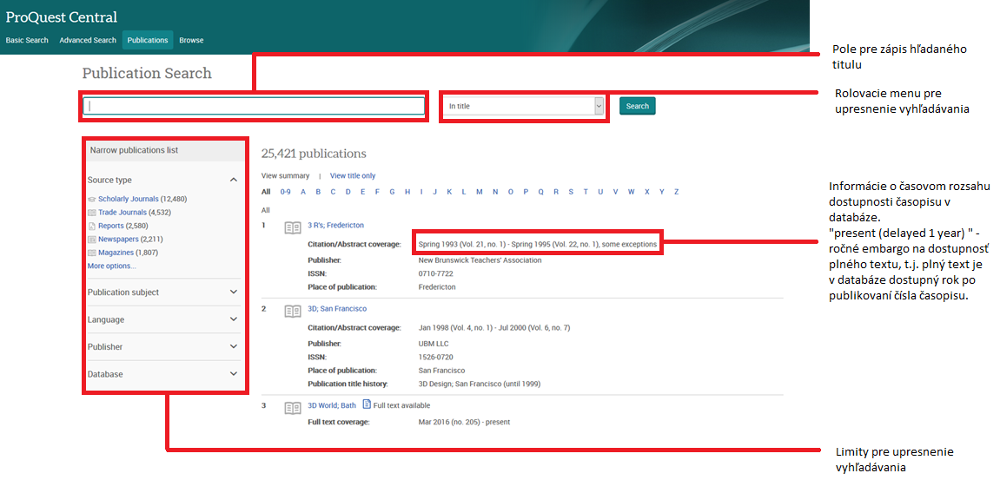 ProQuest Central
Basic Search Advanced Search Publications Browse
Publication Search
Pole pre zápis hľadaného
titulu
In title
Search
Rolovacie menu pre
upresnenie vyhľadávania
Narrow publications list
Source type
Scholarly Journals (12,480)
Trade Journals (4,532)
Reports (2,580)
Newspapers (2,211)
Magazines (1,807)
More options...
Publication subject
Language
Publisher
Database
25,421 publications
View summary | View title only
All 0-9 A B C D E F G H I J K L M N O P Q R S T U V W X Y Z
All
1 3 R's; Fredericton
Citation/Abstract coverage: Spring 1993 (Vol. 21, no. 1) - Spring 1995 (Vol. 22, no. 1), some exceptions
Publisher: New Brunswick Teachers' Association
ISSN: 0710-7722
Place of publication: Fredericton
2 3D; San Francisco
Citation/Abstract coverage: Jan 1998 (Vol. 4, no. 1) - Jul 2000 (Vol. 6, no. 7)
Publisher: UBM LLC
ISSN: 1526-0720
Place of publication: San Francisco
Publication title history: 3D Design; San Francisco (until 1999)
3 3D World; Bath Full text available
Full text coverage: Mar 2016 (no. 205) - present
Informácie o časovom rozsahu
dostupnosti časopisu v
databáze.
"present (delayed 1 year) " -
ročné embargo na dostupnosť
plného textu, t.j. plný text je
v databáze dostupný rok po
publikovaní čísla časopisu.
Limity pre upresnenie
vyhľadávania